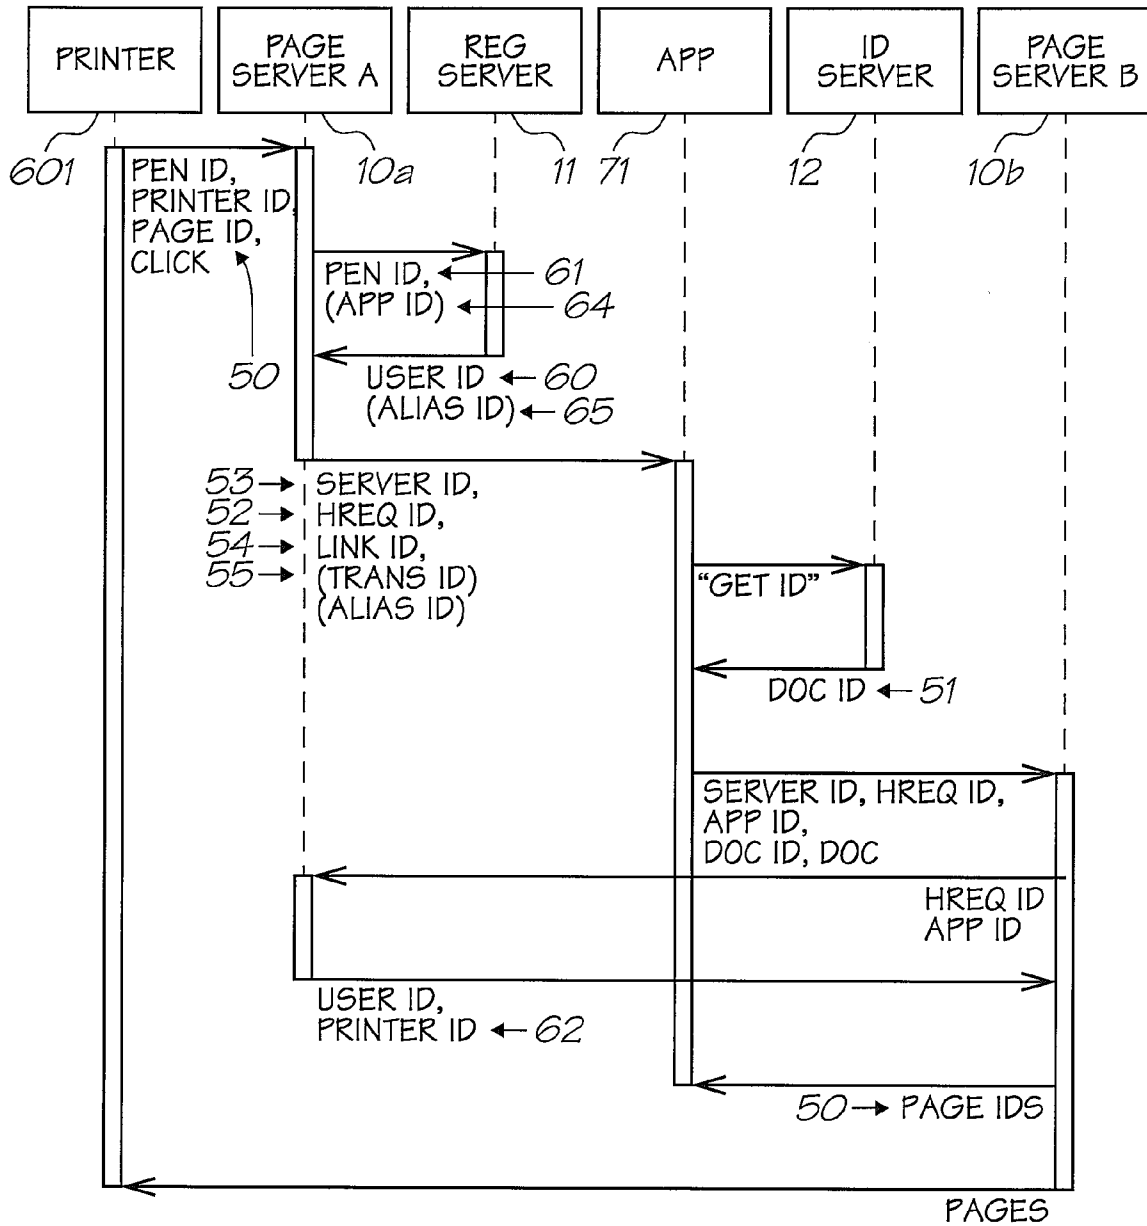 PRINTER
PAGE
SERVER A
REG
SERVER
APP
ID
SERVER
PAGE
SERVER B
601
10a
11
71
12
10b
PEN ID,
PRINTER ID,
PAGE ID,
CLICK
50
PEN ID, 61
(APP ID) 64
USER ID 60
(ALIAS ID) 65
53 SERVER ID,
52 HREQ ID,
54 LINK ID,
55 (TRANS ID)
(ALIAS ID)
"GET ID"
DOC ID 51
SERVER ID, HREQ ID,
APP ID,
DOC ID, DOC
HREQ ID
APP ID
USER ID,
PRINTER ID 62
50 PAGE IDS
PAGES